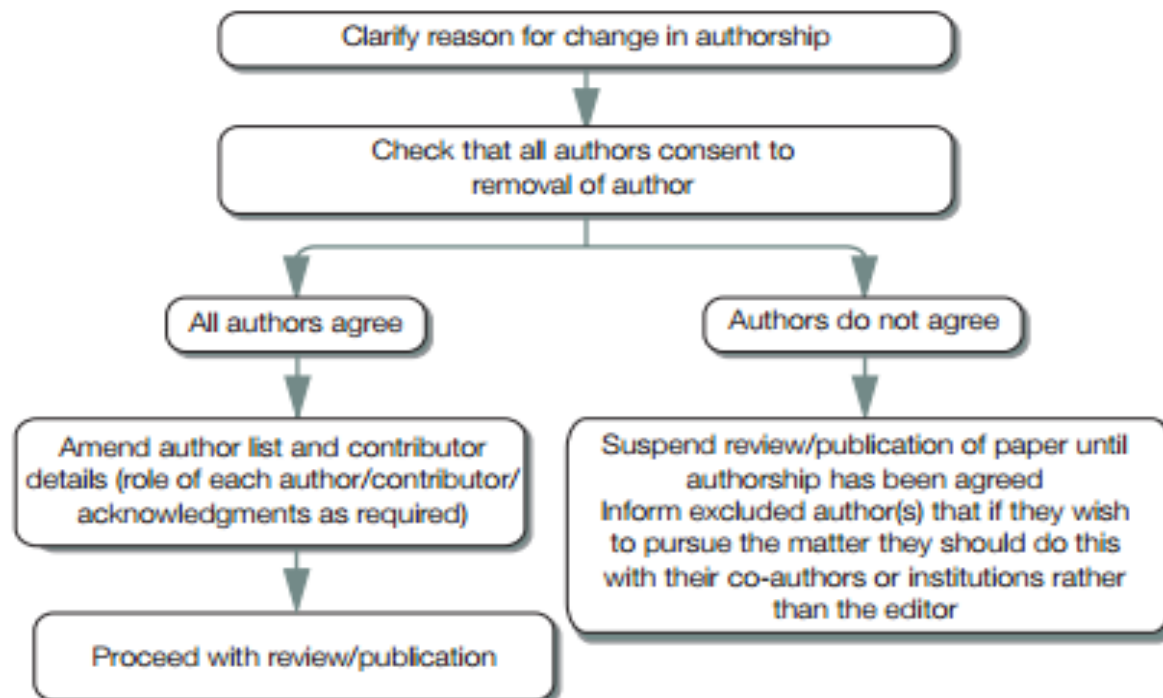 Clarify reason for change in authorship
Check that all authors consent to
removal of author
All authors agree
Authors do not agree
Amend author list and contributor
details (role of each author/contributor/
acknowledgments as required)
Suspend review/publication of paper until
authorship has been agreed
Inform excluded author(s) that if they wish
to pursue the matter they should do this
with their co-authors or institutions rather
than the editor
Proceed with review/publication